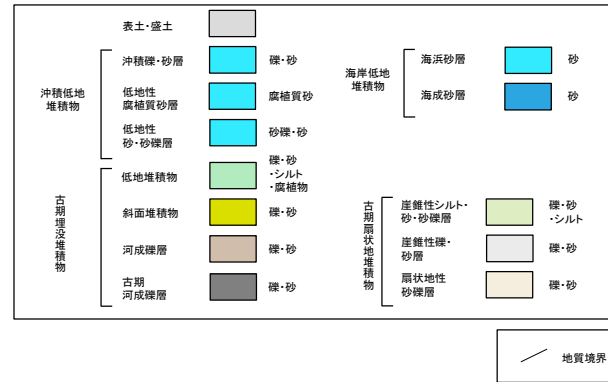 表土・盛土
沖積低地
堆積物
沖積礫・砂層
礫・砂
低地性
腐植質砂層
腐植質砂
低地性
砂・砂礫層
砂礫・砂
古期埋没堆積物
低地堆積物
礫・砂
・シルト
・腐植物
斜面堆積物
礫・砂
河成礫層
礫・砂
古期
河成礫層
礫・砂
海岸低地
堆積物
海浜砂層
砂
海成砂層
砂
古期扇状地堆積物
崖錐性シルト・
砂・砂礫層
礫・砂
・シルト
崖錐性礫・
砂層
礫・砂
扇状地性
砂礫層
礫・砂
地質境界